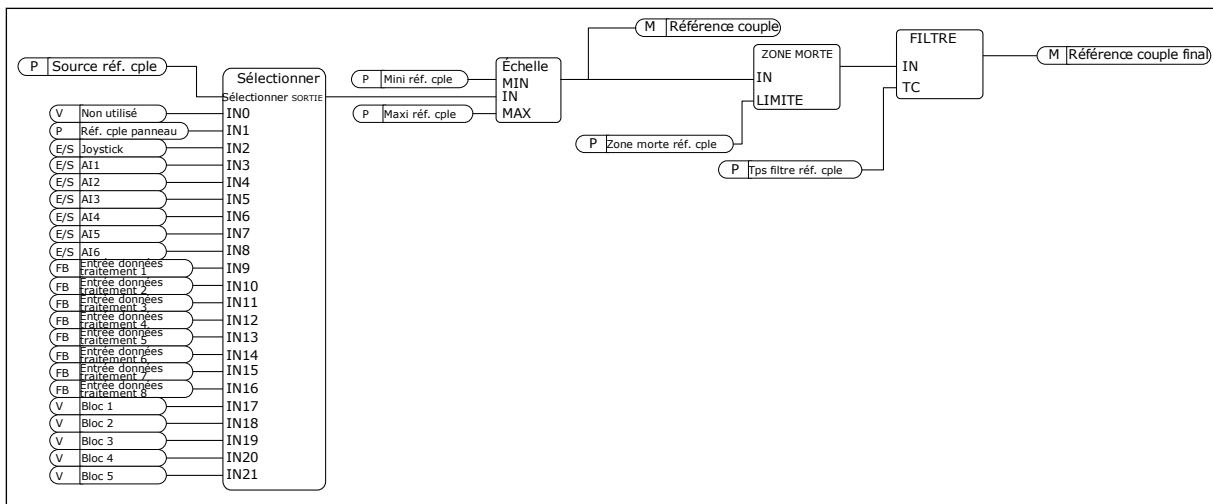 M Référence couple
FILTRE
ZONE MORTE
M Référence couple final
P Source réf. cple
Échelle
IN
Sélectionner
P Mini réf. cple
MIN
IN
TC
Sélectionner SORTIE
IN
LIMITE
V Non utilisé IN0
P Maxi réf. cple
MAX
P Réf. cple panneau IN1
E/S Joystick IN2
P Zone morte réf. cple
E/S AI1 IN3
P Tps filtre réf. cple
E/S AI2 IN4
E/S AI3 IN5
E/S AI4 IN6
E/S AI5 IN7
E/S AI6 IN8
FB Entrée données traitement 1 IN9
FB Entrée données traitement 2 IN10
FB Entrée données traitement 3 IN11
FB Entrée données traitement 4 IN12
FB Entrée données traitement 5 IN13
FB Entrée données traitement 6 IN14
FB Entrée données traitement 7 IN15
FB Entrée données traitement 8 IN16
V Bloc 1 IN17
V Bloc 2 IN18
V Bloc 3 IN19
V Bloc 4 IN20
V Bloc 5 IN21